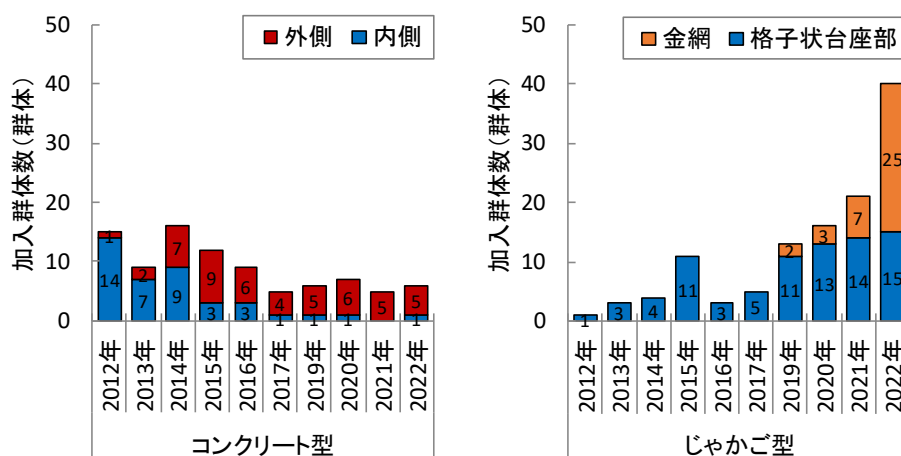 50
40
30
20
10
0
加入群体数(群体)
外側 内側
1
14
2
7
7
9
9
3
6
3
4
1
5
1
6
1
5
5
1
2012年
2013年
2014年
2015年
2016年
2017年
2019年
2020年
2021年
2022年
コンクリート型
50
40
30
20
10
0
加入群体数(群体)
金網 格子状台座部
1
3
4
11
3
5
2
11
3
13
7
14
25
15
2012年
2013年
2014年
2015年
2016年
2017年
2019年
2020年
2021年
2022年
じゃかご型